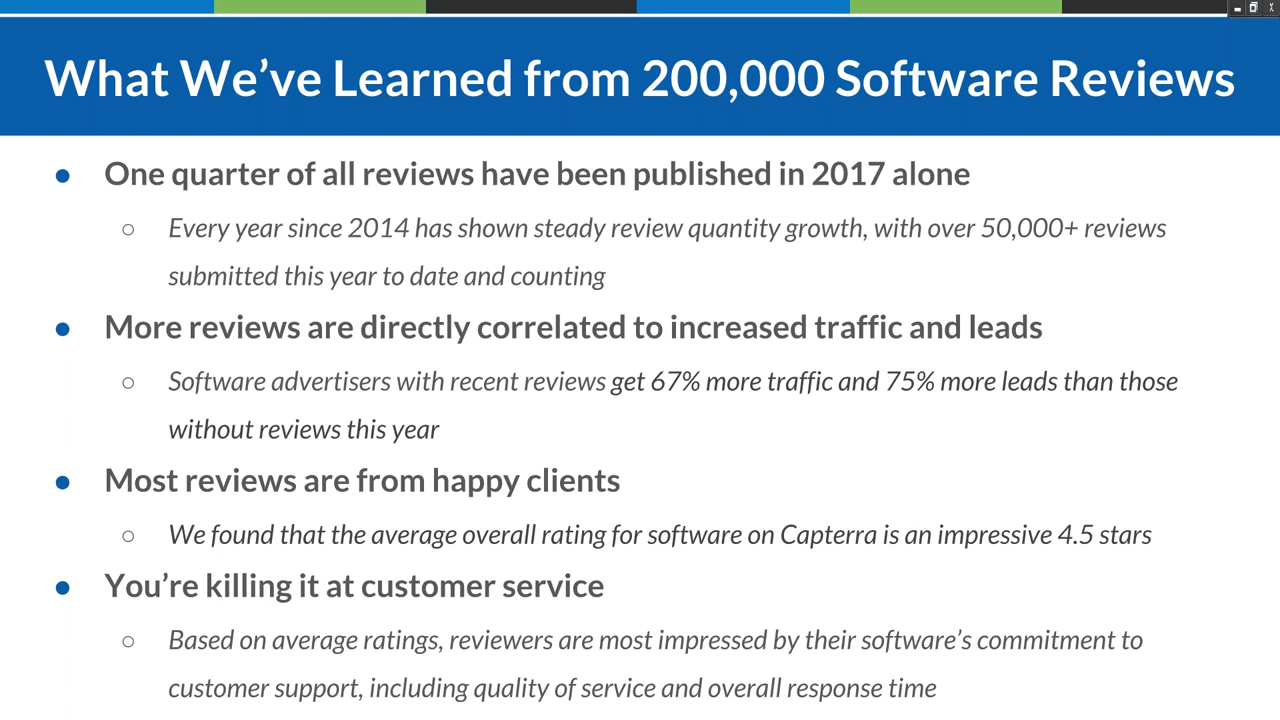 What We’ve Learned from 200,000 Software Reviews
● One quarter of all reviews have been published in 2017 alone
○ Every year since 2014 has shown steady review quantity growth, with over 50,000+ reviews
submitted this year to date and counting
● More reviews are directly correlated to increased traffic and leads
○ Software advertisers with recent reviews get 67% more traffic and 75% more leads than those
without reviews this year
● Most reviews are from happy clients
○ We found that the average overall rating for software on Capterra is an impressive 4.5 stars
● You’re killing it at customer service
○ Based on average ratings, reviewers are most impressed by their software’s commitment to
customer support, including quality of service and overall response time